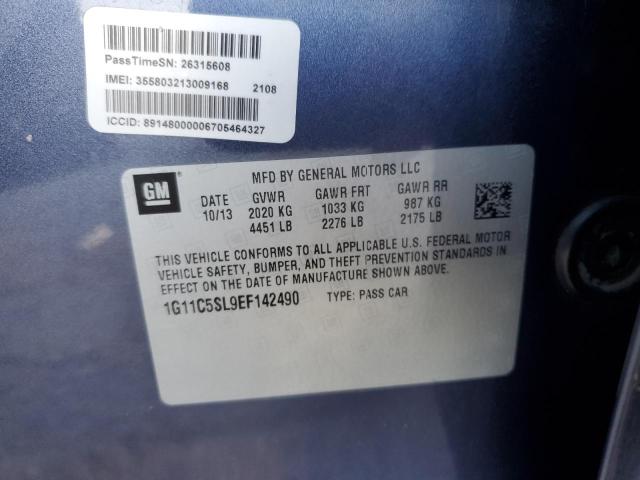 PassTimeSN: 26315608
IMEI: 355803213009168 2108
ICCID: 89148000006705464327
GM
MFD BY GENERAL MOTORS LLC
DATE GVWR GAWR FRT GAWR RR
10/13 2020 KG 1033 KG 987 KG
4451 LB 2276 LB 2175 LB
THIS VEHICLE CONFORMS TO ALL APPLICABLE U.S. FEDERAL MOTOR
VEHICLE SAFETY, BUMPER, AND THEFT PREVENTION STANDARDS IN
EFFECT ON THE DATE OF MANUFACTURE SHOWN ABOVE.
1G11C5SL9EF142490 TYPE: PASS CAR